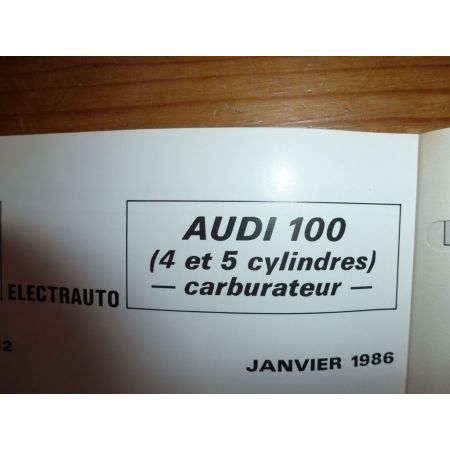 AUDI 100
(4 et 5 cylindres)
— carburateur —
ELECTRAUTO
JANVIER 1986